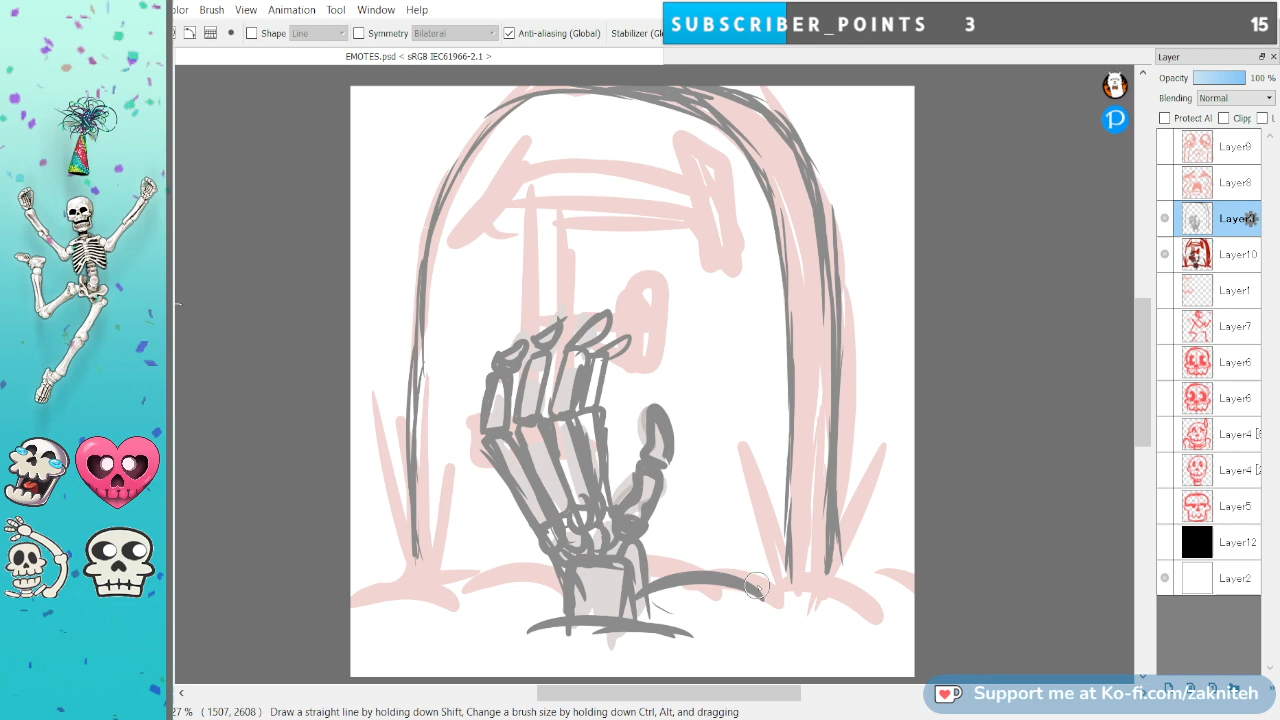 olor Brush View Animation Tool Window Help
SUBSCRIBER_POINTS 3 15
Shape Line Symmetry Bilateral Anti-aliasing (Global) Stabilizer (Glo
EMOTES.psd < sRGB IEC61966-2.1 >
Layer
Opacity 100 %
Blending Normal
Protect Al Clipp L
Layer9
Layer8
Layer3
Layer10
Layer1
Layer7
Layer6
Layer6
Layer4 [
Layer4 [2
Layer5
Layer12
Layer2
Support me at Ko-fi.com/zakniteh
27 % ( 1507, 2608 ) Draw a straight line by holding down Shift, Change a brush size by holding down Ctrl, Alt, and dragging